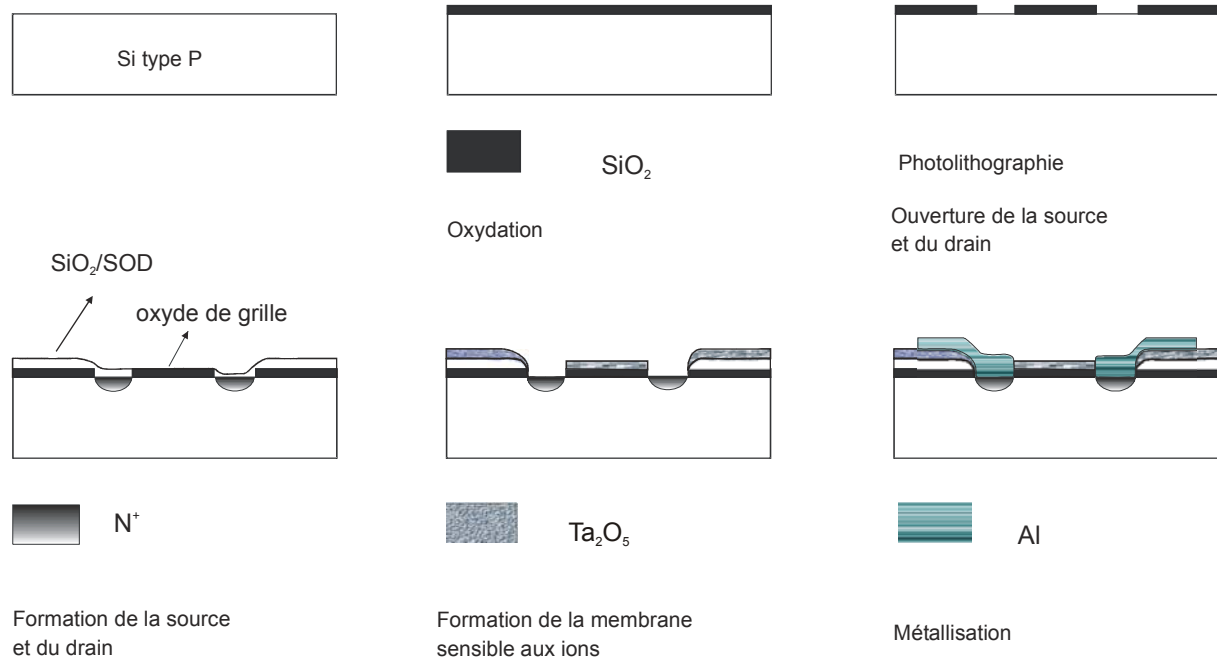 Si type P
SiO₂
Oxydation
Photolithographie
Ouverture de la source
et du drain
SiO₂/SOD
oxyde de grille
N⁺
Formation de la source
et du drain
Ta₂O₅
Formation de la membrane
sensible aux ions
Al
Métallisation